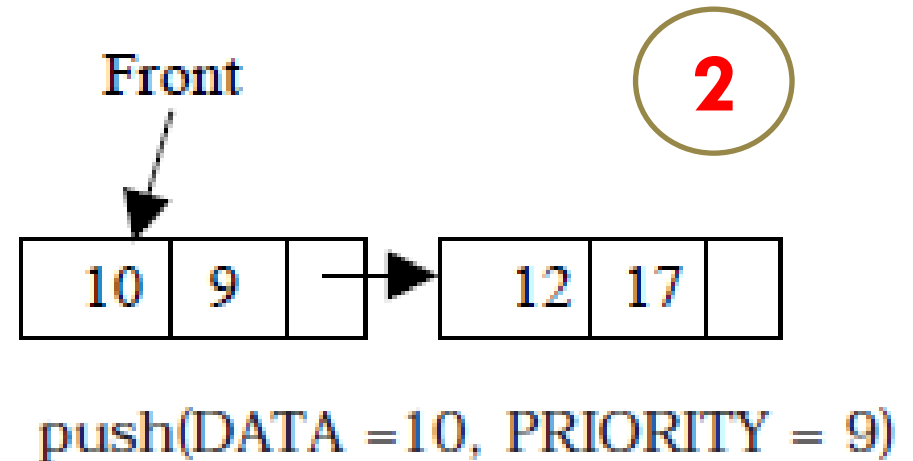 Front
2
10 9 12 17
push(DATA =10, PRIORITY = 9)